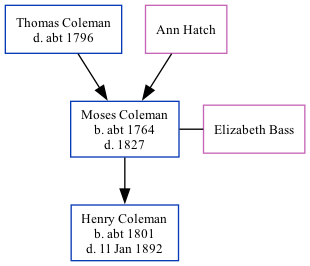 Thomas Coleman
d. abt 1796
Ann Hatch
Moses Coleman
b. abt 1764
d. 1827
Elizabeth Bass
Henry Coleman
b. abt 1801
d. 11 Jan 1892